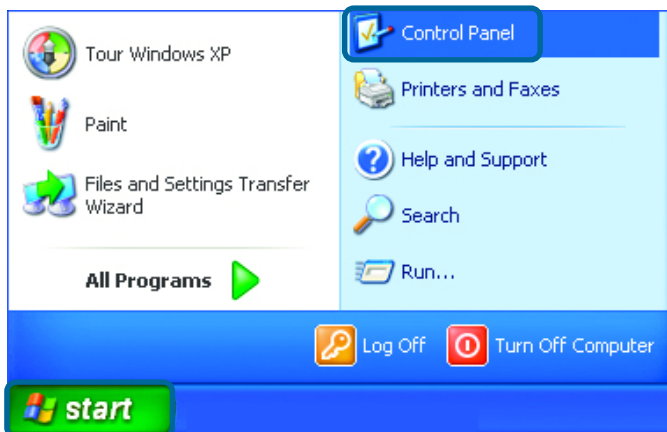 Tour Windows XP
Paint
Files and Settings Transfer
Wizard
All Programs
Control Panel
Printers and Faxes
Help and Support
Search
Run...
Log Off
Turn Off Computer
start